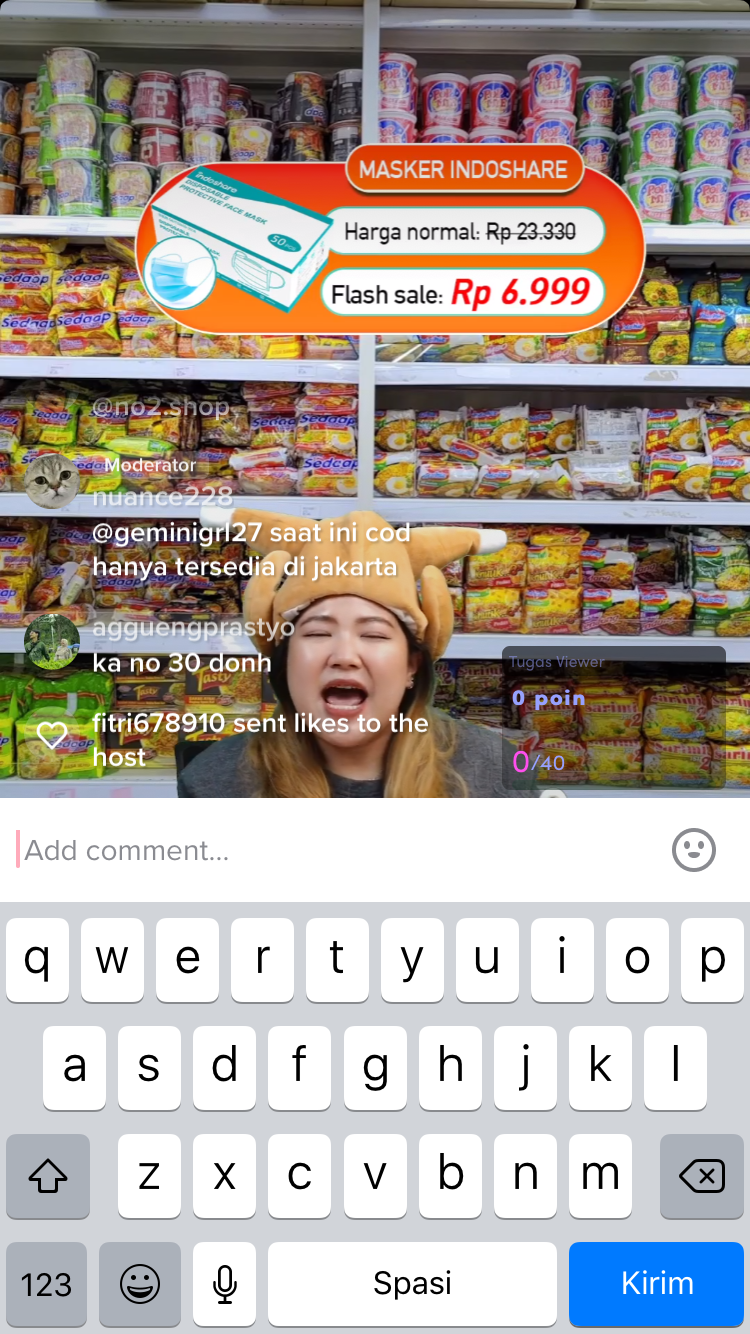 MASKER INDOSHARE
indoshare
DISPOSABLE
PROTECTIVE FACE MASK
50 PCS
Harga normal: Rp 23.330
Flash sale: Rp 6.999
@no2.shop
Moderator
nuance228
@geminigrl27 saat ini cod
hanya tersedia di jakarta
agguengprastyo
ka no 30 donh
fitri678910 sent likes to the
host
Tugas Viewer
0 poin
0/40
Add comment...
q w e r t y u i o p
a s d f g h j k l
z x c v b n m
123
Spasi
Kirim